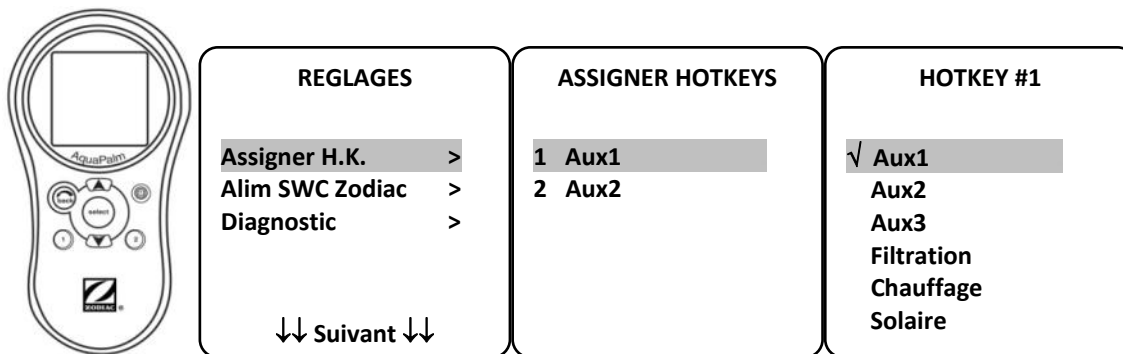 AquaPalm
back
select
1
2
ZODIAC
REGLAGES
Assigner H.K. >
Alim SWC Zodiac >
Diagnostic >
↓↓ Suivant ↓↓
ASSIGNER HOTKEYS
1 Aux1
2 Aux2
HOTKEY #1
√ Aux1
Aux2
Aux3
Filtration
Chauffage
Solaire